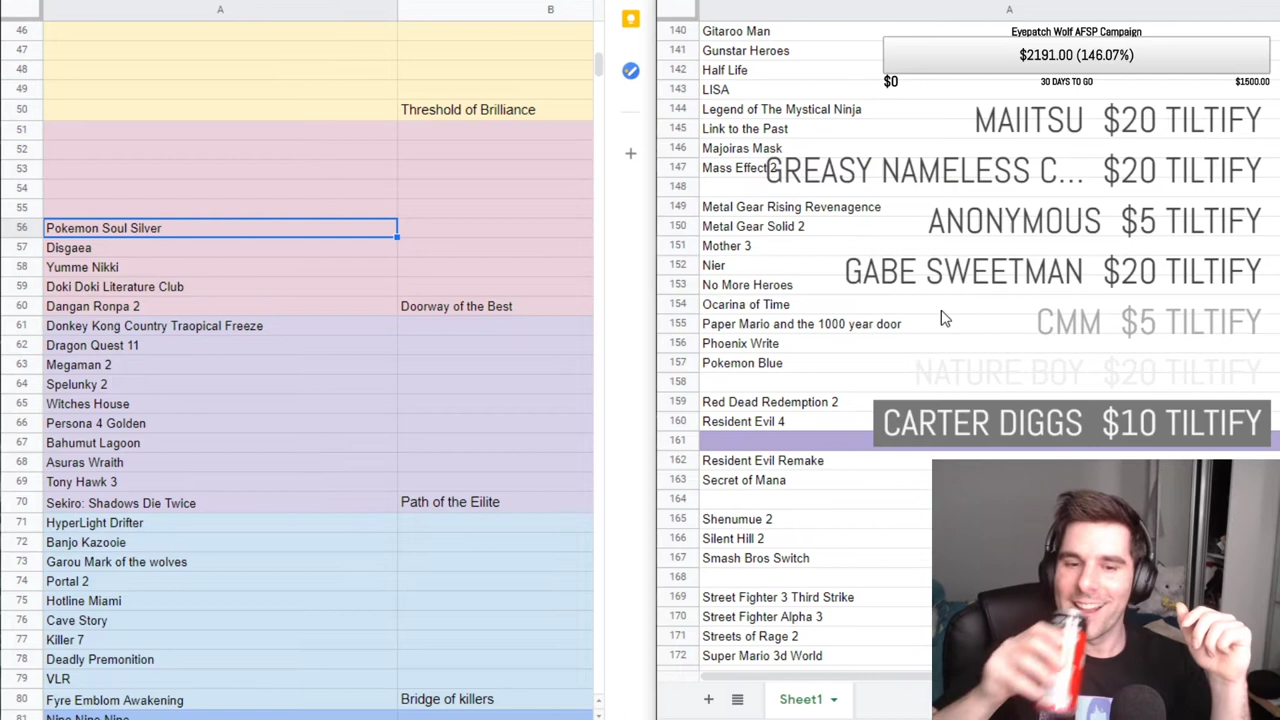 A
B
46
47
48
49
50 Threshold of Brilliance
51
52
53
54
55
56 Pokemon Soul Silver
57 Disgaea
58 Yumme Nikki
59 Doki Doki Literature Club
60 Dangan Ronpa 2 Doorway of the Best
61 Donkey Kong Country Traopical Freeze
62 Dragon Quest 11
63 Megaman 2
64 Spelunky 2
65 Witches House
66 Persona 4 Golden
67 Bahumut Lagoon
68 Asuras Wraith
69 Tony Hawk 3
70 Sekiro: Shadows Die Twice Path of the Eilite
71 HyperLight Drifter
72 Banjo Kazooie
73 Garou Mark of the wolves
74 Portal 2
75 Hotline Miami
76 Cave Story
77 Killer 7
78 Deadly Premonition
79 VLR
80 Fyre Emblom Awakening Bridge of killers
81 Nine Nine Nine
A
140 Gitaroo Man
141 Gunstar Heroes
142 Half Life
143 LISA
144 Legend of The Mystical Ninja
145 Link to the Past
146 Majoiras Mask
147 Mass Effect 2
148
149 Metal Gear Rising Revenagence
150 Metal Gear Solid 2
151 Mother 3
152 Nier
153 No More Heroes
154 Ocarina of Time
155 Paper Mario and the 1000 year door
156 Phoenix Write
157 Pokemon Blue
158
159 Red Dead Redemption 2
160 Resident Evil 4
161
162 Resident Evil Remake
163 Secret of Mana
164
165 Shenumue 2
166 Silent Hill 2
167 Smash Bros Switch
168
169 Street Fighter 3 Third Strike
170 Street Fighter Alpha 3
171 Streets of Rage 2
172 Super Mario 3d World
Sheet1
Eyepatch Wolf AFSP Campaign
$2191.00 (146.07%)
$0 30 DAYS TO GO $1500.00
MAIITSU $20 TILTIFY
GREASY NAMELESS C... $20 TILTIFY
ANONYMOUS $5 TILTIFY
GABE SWEETMAN $20 TILTIFY
CMM $5 TILTIFY
NATURE BOY $20 TILTIFY
CARTER DIGGS $10 TILTIFY